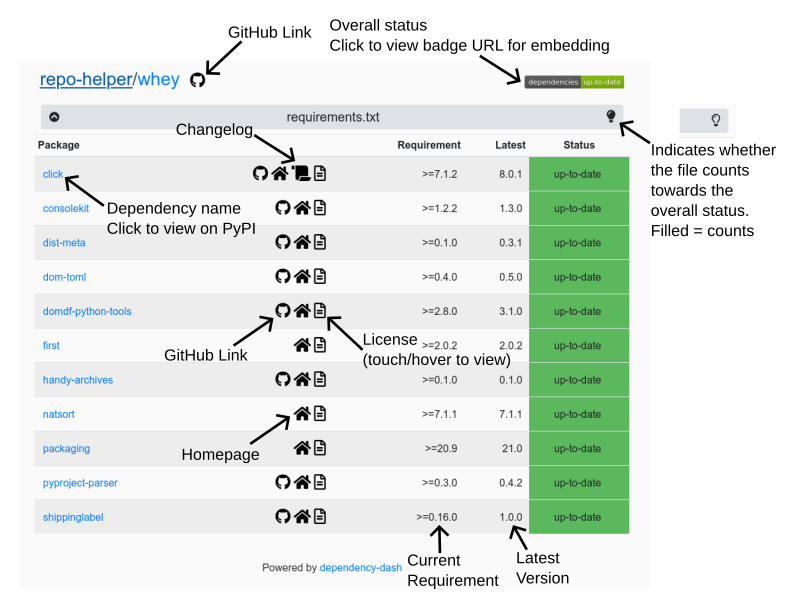 GitHub Link
Overall status
Click to view badge URL for embedding
repo-helper/whey
dependencies up-to-date
requirements.txt
Changelog
Package Requirement Latest Status
Indicates whether
the file counts
towards the
overall status.
Filled = counts
click >=7.1.2 8.0.1 up-to-date
consolekit >=1.2.2 1.3.0 up-to-date
Dependency name
Click to view on PyPI
dist-meta >=0.1.0 0.3.1 up-to-date
dom-toml >=0.4.0 0.5.0 up-to-date
domdf-python-tools >=2.8.0 3.1.0 up-to-date
GitHub Link
License
(touch/hover to view)
first >=2.0.2 2.0.2 up-to-date
handy-archives >=0.1.0 0.1.0 up-to-date
natsort >=7.1.1 7.1.1 up-to-date
Homepage
packaging >=20.9 21.0 up-to-date
pyproject-parser >=0.3.0 0.4.2 up-to-date
shippinglabel >=0.16.0 1.0.0 up-to-date
Powered by dependency-dash
Current
Requirement
Latest
Version